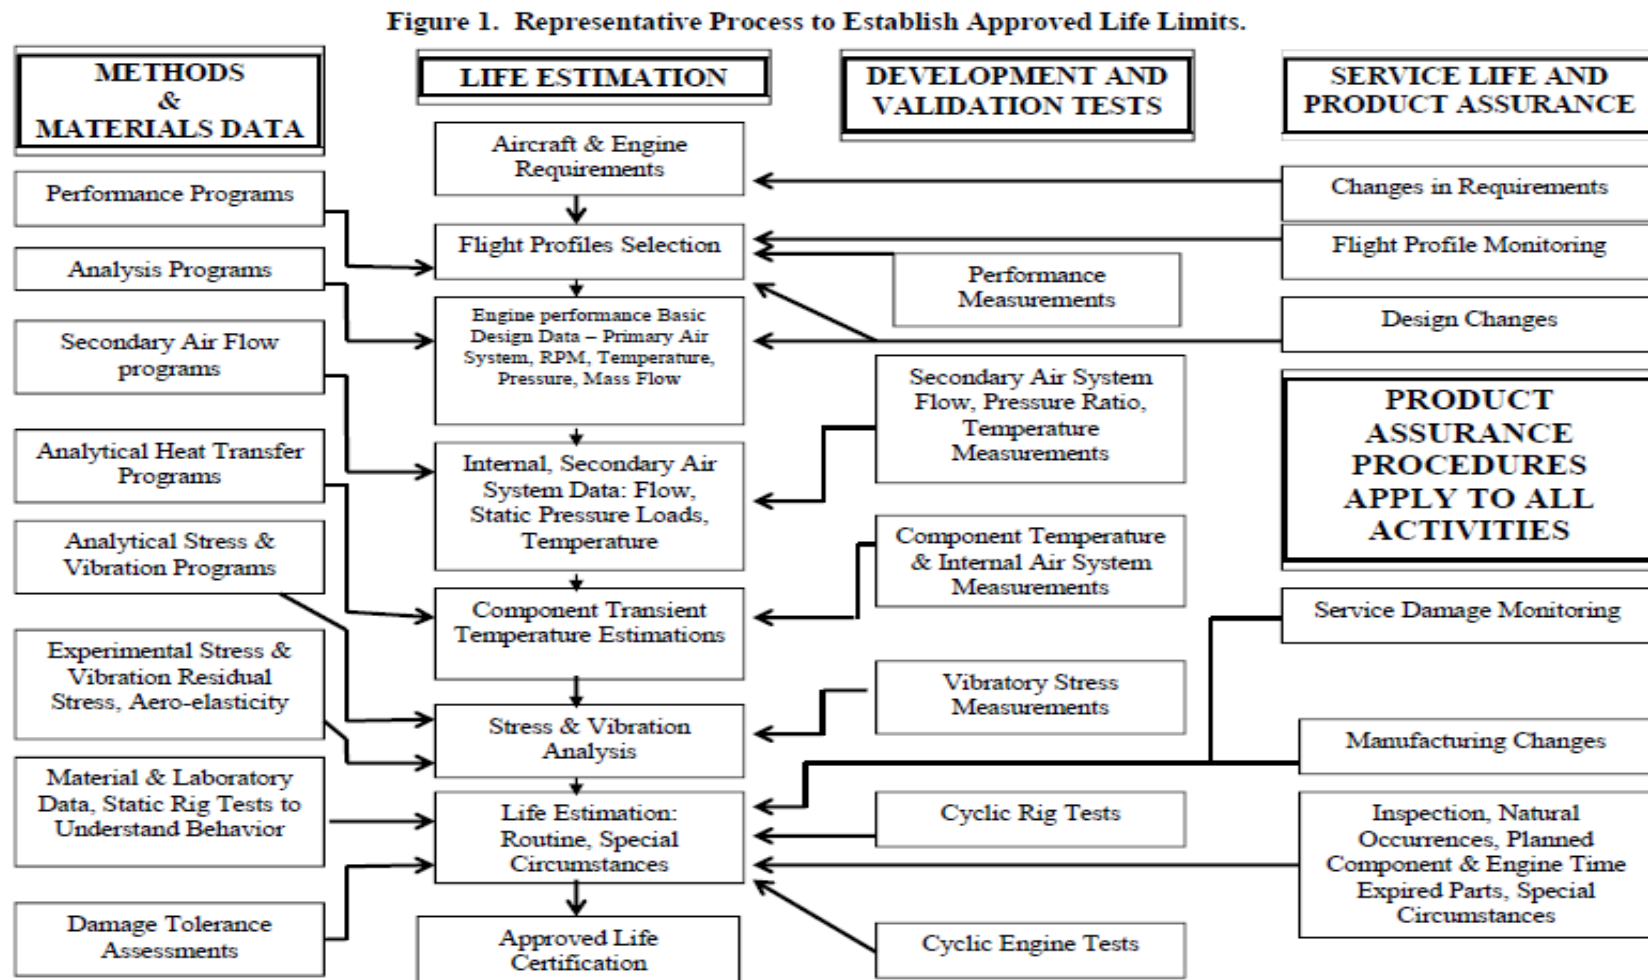 Figure 1.  Representative Process to Establish Approved Life Limits.
METHODS
&
MATERIALS DATA
Performance Programs
Analysis Programs
Secondary Air Flow
programs
Analytical Heat Transfer
Programs
Analytical Stress &
Vibration Programs
Experimental Stress &
Vibration Residual
Stress, Aero-elasticity
Material & Laboratory
Data, Static Rig Tests to
Understand Behavior
Damage Tolerance
Assessments
LIFE ESTIMATION
Aircraft & Engine
Requirements
Flight Profiles Selection
Engine performance Basic
Design Data – Primary Air
System, RPM, Temperature,
Pressure, Mass Flow
Internal, Secondary Air
System Data: Flow,
Static Pressure Loads,
Temperature
Component Transient
Temperature Estimations
Stress & Vibration
Analysis
Life Estimation:
Routine, Special
Circumstances
Approved Life
Certification
DEVELOPMENT AND
VALIDATION TESTS
Performance
Measurements
Secondary Air System
Flow, Pressure Ratio,
Temperature
Measurements
Component Temperature
& Internal Air System
Measurements
Vibratory Stress
Measurements
Cyclic Rig Tests
Cyclic Engine Tests
SERVICE LIFE AND
PRODUCT ASSURANCE
Changes in Requirements
Flight Profile Monitoring
Design Changes
PRODUCT
ASSURANCE
PROCEDURES
APPLY TO ALL
ACTIVITIES
Service Damage Monitoring
Manufacturing Changes
Inspection, Natural
Occurrences, Planned
Component & Engine Time
Expired Parts, Special
Circumstances